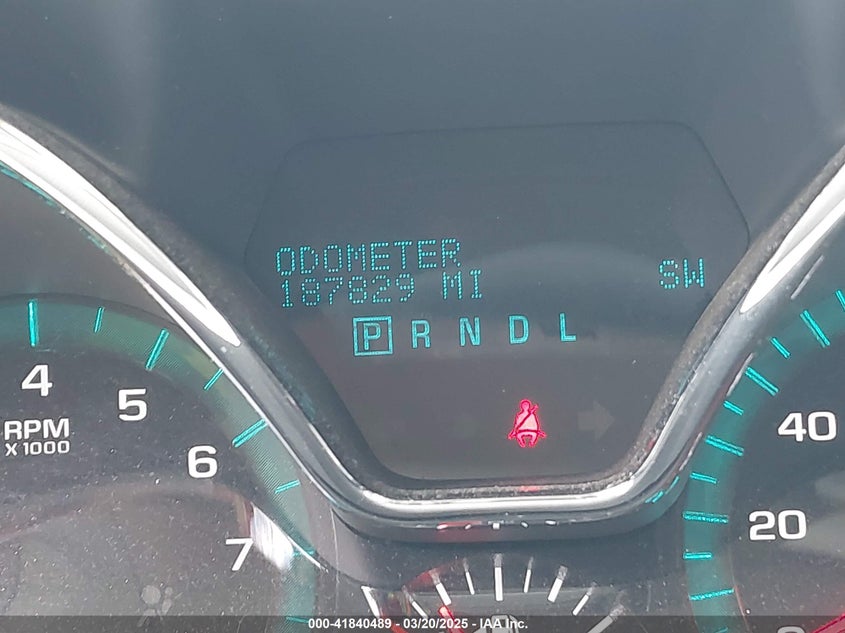 ODOMETER
187829 MI
SW
P R N D L
4
5
6
7
RPM
X 1000
40
20
000-41840489 - 03/20/2025 - IAA Inc.